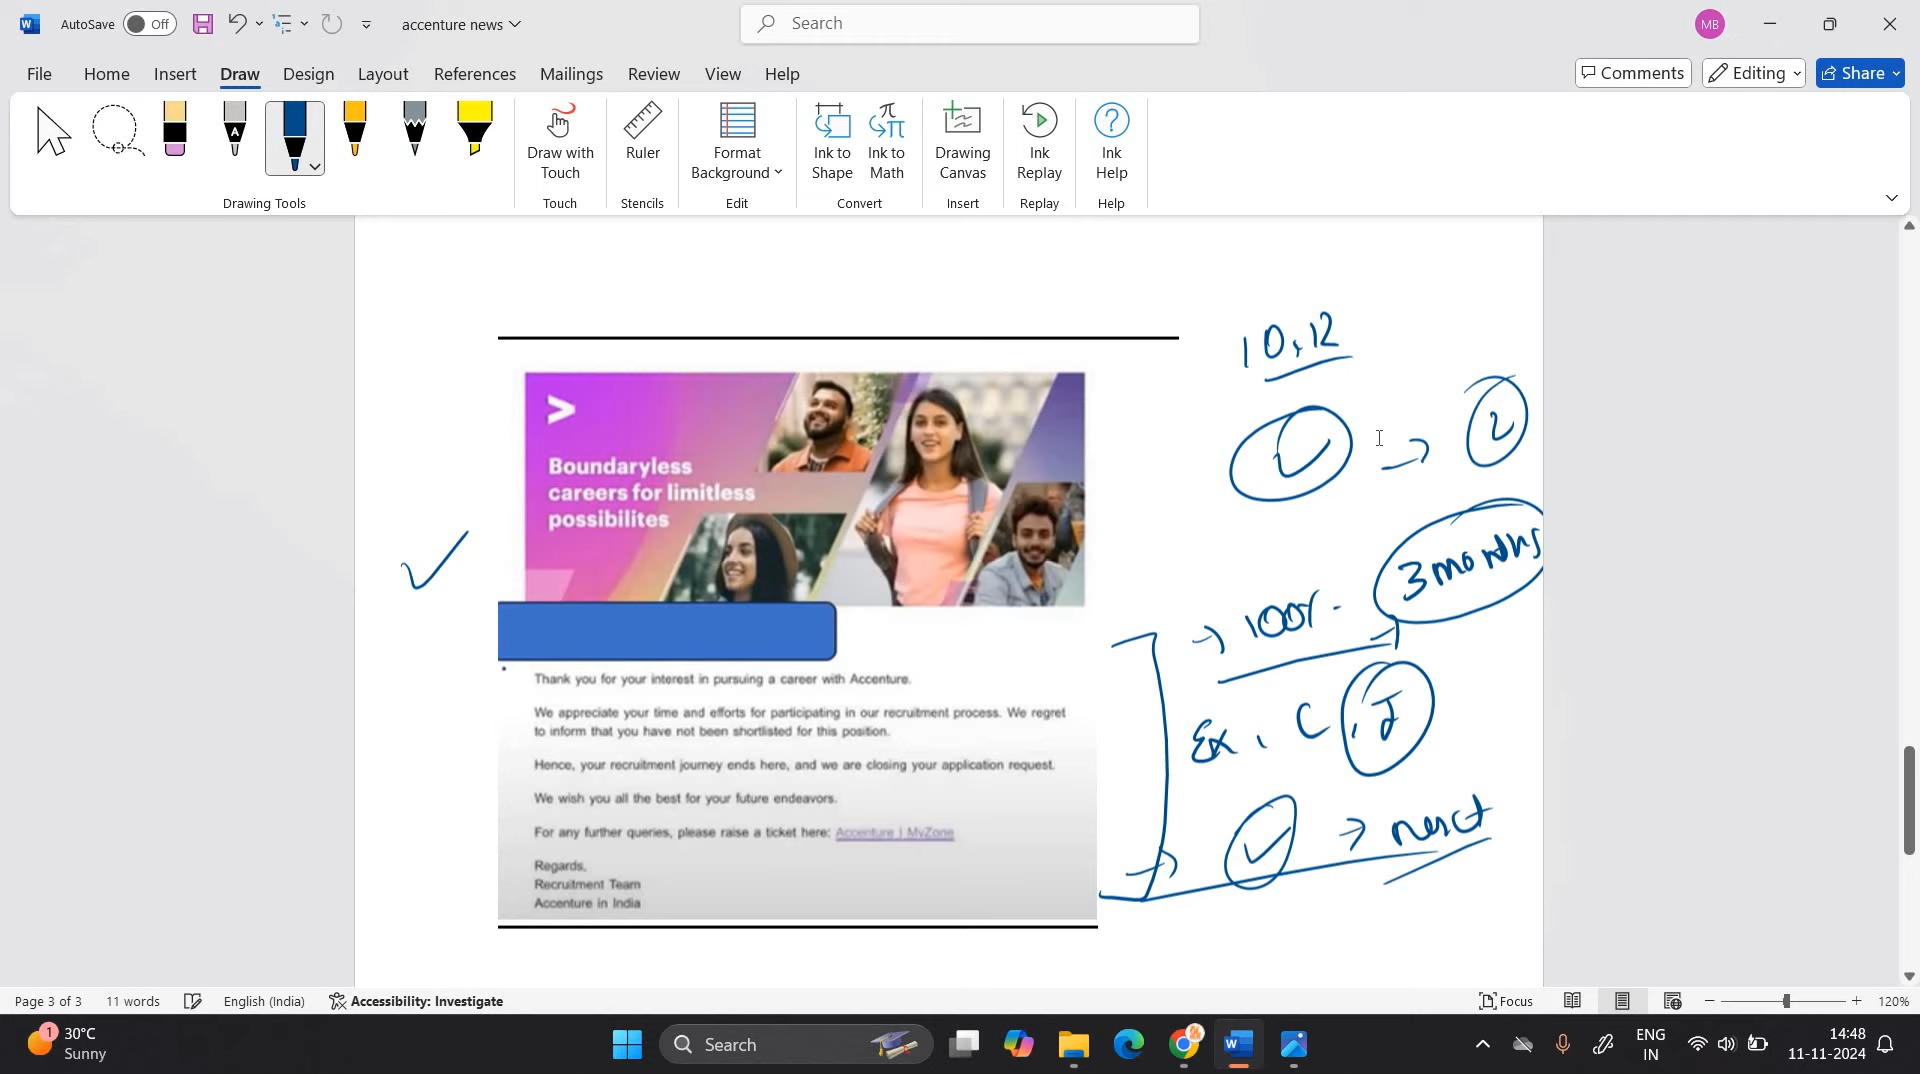 AutoSave Off accenture news Search MB
File Home Insert Draw Design Layout References Mailings Review View Help Comments Editing Share
A
Draw with Touch Ruler Format Background Ink to Shape Ink to Math Drawing Canvas Ink Replay Ink Help
Drawing Tools Touch Stencils Edit Convert Insert Replay Help
10, 12
>
Boundaryless
careers for limitless
possibilites
2
3 months
100%
Ex, C, J
next
Thank you for your interest in pursuing a career with Accenture.
We appreciate your time and efforts for participating in our recruitment process. We regret
to inform that you have not been shortlisted for this position.
Hence, your recruitment journey ends here, and we are closing your application request.
We wish you all the best for your future endeavors.
For any further queries, please raise a ticket here: Accenture | MyZone
Regards,
Recruitment Team
Accenture in India
Page 3 of 3 11 words English (India) Accessibility: Investigate Focus 120%
1 30°C
Sunny
Search
ENG
IN
14:48
11-11-2024